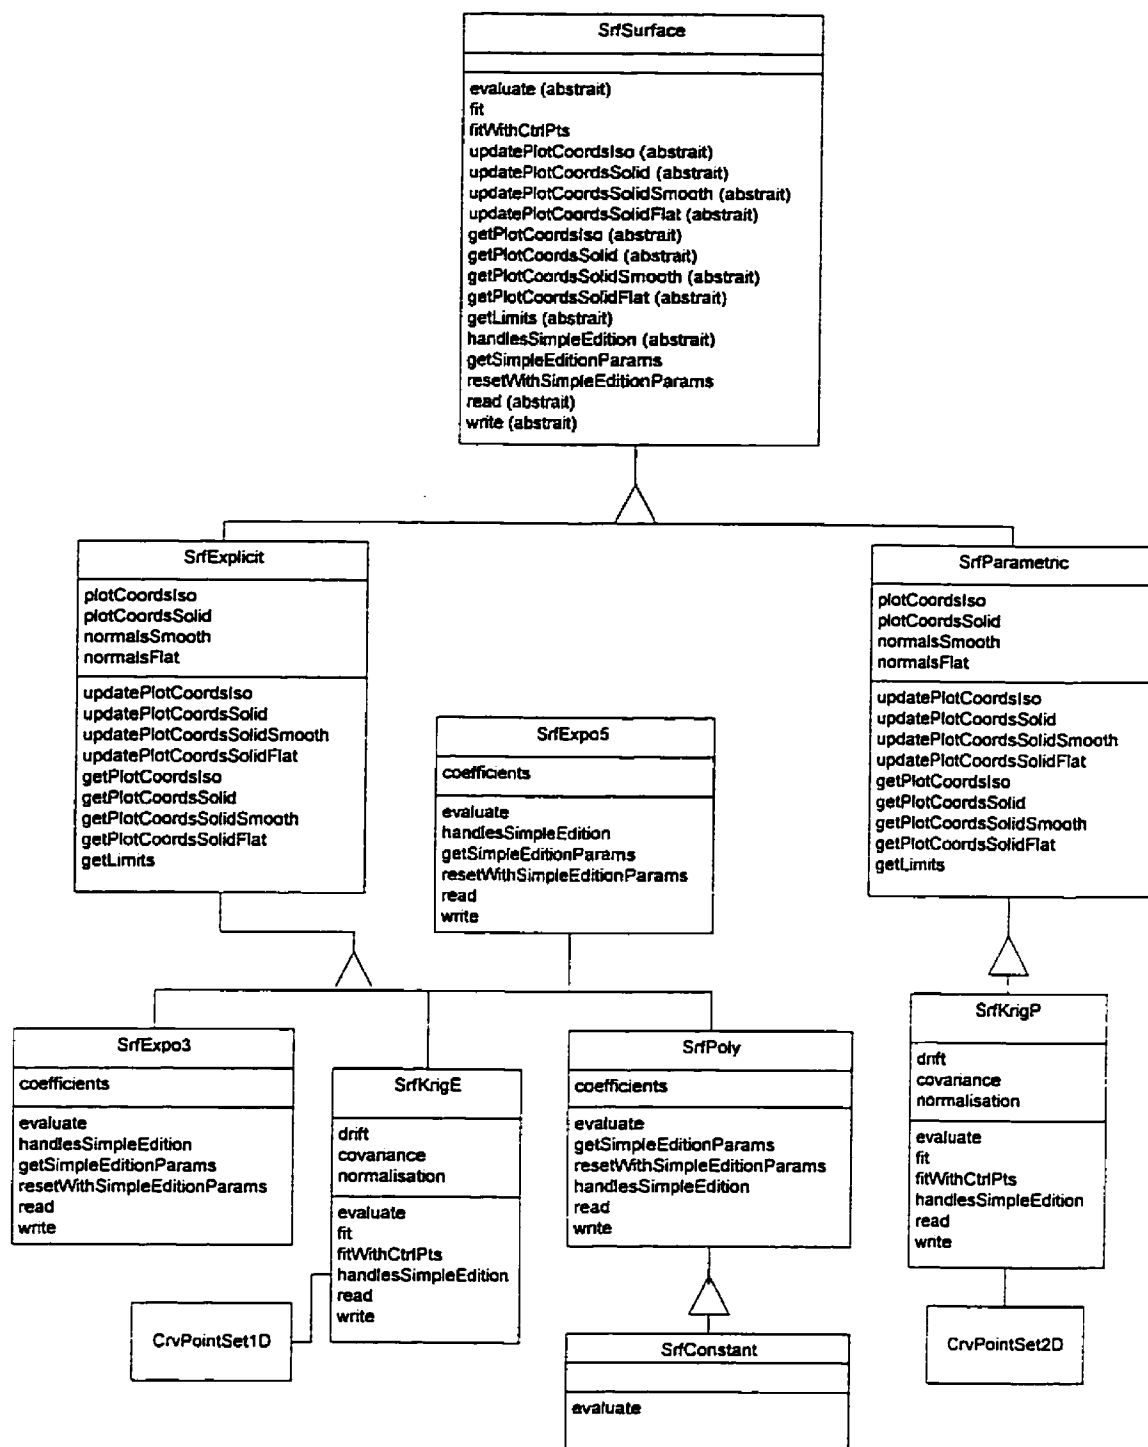 SrfSurface
evaluate (abstrait)
fit
fitWithCtrlPts
updatePlotCoordsIso (abstrait)
updatePlotCoordsSolid (abstrait)
updatePlotCoordsSolidSmooth (abstrait)
updatePlotCoordsSolidFlat (abstrait)
getPlotCoordsIso (abstrait)
getPlotCoordsSolid (abstrait)
getPlotCoordsSolidSmooth (abstrait)
getPlotCoordsSolidFlat (abstrait)
getLimits (abstrait)
handlesSimpleEdition (abstrait)
getSimpleEditionParams
resetWithSimpleEditionParams
read (abstrait)
write (abstrait)
SrfExplicit
plotCoordsIso
plotCoordsSolid
normalsSmooth
normalsFlat
updatePlotCoordsIso
updatePlotCoordsSolid
updatePlotCoordsSolidSmooth
updatePlotCoordsSolidFlat
getPlotCoordsIso
getPlotCoordsSolid
getPlotCoordsSolidSmooth
getPlotCoordsSolidFlat
getLimits
SrfParametric
plotCoordsIso
plotCoordsSolid
normalsSmooth
normalsFlat
updatePlotCoordsIso
updatePlotCoordsSolid
updatePlotCoordsSolidSmooth
updatePlotCoordsSolidFlat
getPlotCoordsIso
getPlotCoordsSolid
getPlotCoordsSolidSmooth
getPlotCoordsSolidFlat
getLimits
SrfExpo5
coefficients
evaluate
handlesSimpleEdition
getSimpleEditionParams
resetWithSimpleEditionParams
read
write
SrfExpo3
coefficients
evaluate
handlesSimpleEdition
getSimpleEditionParams
resetWithSimpleEditionParams
read
write
SrfKrigE
drift
covariance
normalisation
evaluate
fit
fitWithCtrlPts
handlesSimpleEdition
read
write
SrfPoly
coefficients
evaluate
getSimpleEditionParams
resetWithSimpleEditionParams
handlesSimpleEdition
read
write
SrfKrigP
drift
covariance
normalisation
evaluate
fit
fitWithCtrlPts
handlesSimpleEdition
read
write
CrvPointSet1D
SrfConstant
evaluate
CrvPointSet2D